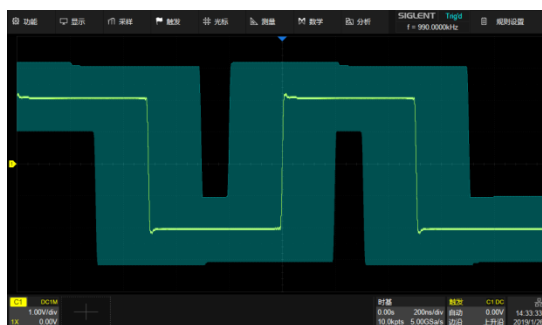 功能 显示 采样 触发 光标 测量 数学 分析 SIGLENT Trig'd 规则设置
f = 990.0000kHz
C1 DC1M
1.00V/div
1X 0.00V
时基
0.00s 200ns/div
10.0kpts 5.00GSa/s
触发 C1 DC
自动 0.00V
边沿 上升沿
14:33:33